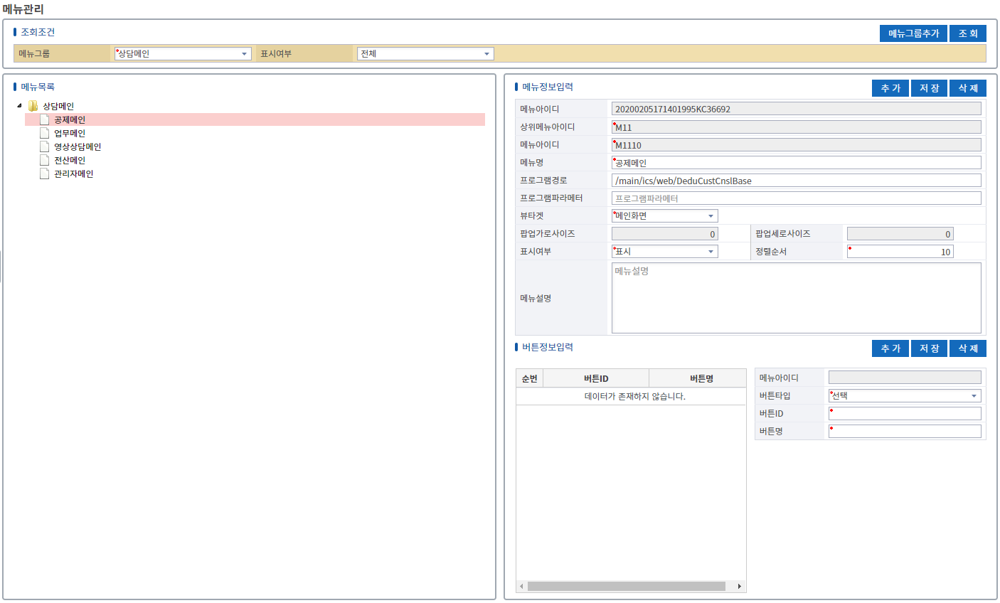 메뉴관리
조회조건
메뉴그룹추가
조 회
메뉴그룹
상담메인
표시여부
전체
메뉴목록
상담메인
공제메인
업무메인
영상상담메인
전산메인
관리자메인
메뉴정보입력
추 가
저 장
삭 제
메뉴아이디
20200205171401995KC36692
상위메뉴아이디
M11
메뉴아이디
M1110
메뉴명
공제메인
프로그램경로
/main/ics/web/DeduCustCnslBase
프로그램파라메터
프로그램파라메터
뷰타겟
메인화면
팝업가로사이즈
0
팝업세로사이즈
0
표시여부
표시
정렬순서
10
메뉴설명
메뉴설명
버튼정보입력
추 가
저 장
삭 제
순번
버튼ID
버튼명
데이터가 존재하지 않습니다.
메뉴아이디
버튼타입
선택
버튼ID
버튼명